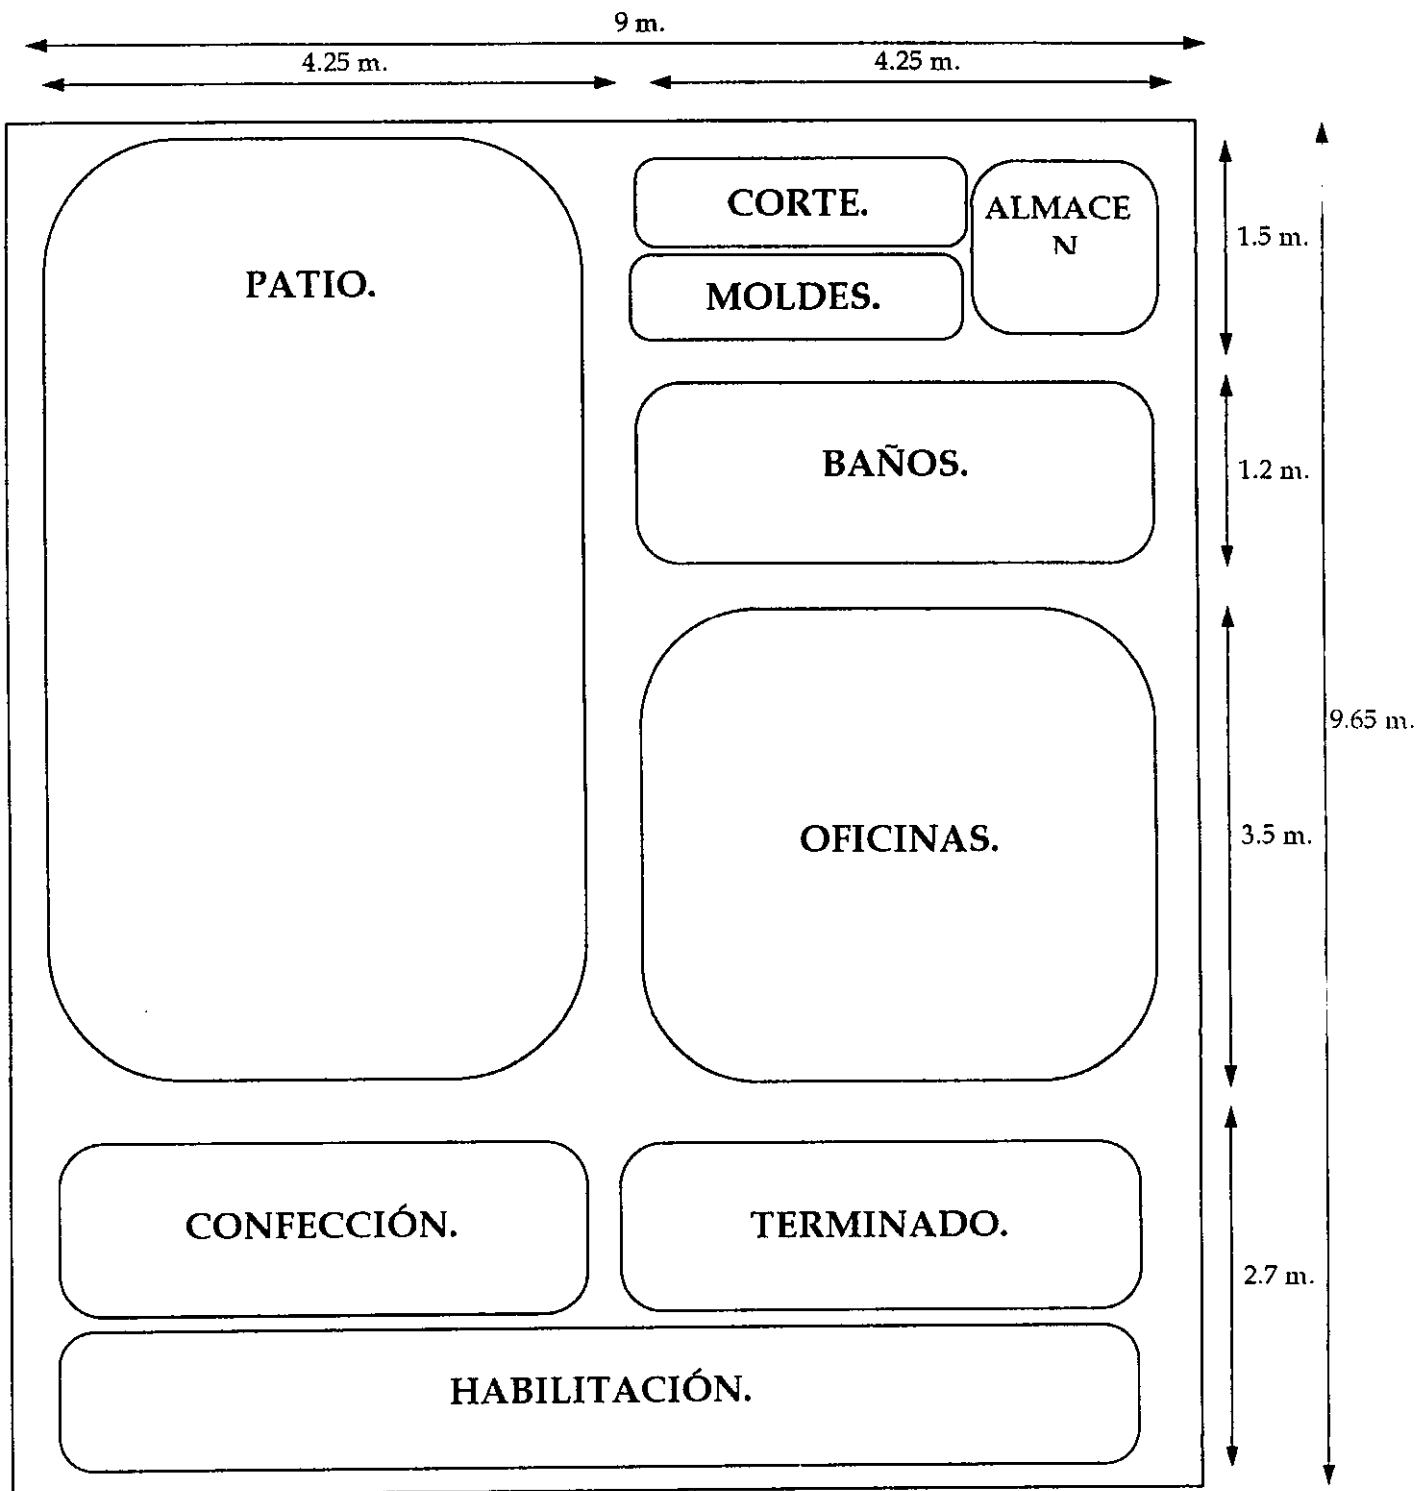 9 m.
4.25 m.
4.25 m.
CORTE.
ALMACE
N
1.5 m.
PATIO.
MOLDES.
BAÑOS.
1.2 m.
9.65 m.
OFICINAS.
3.5 m.
CONFECCIÓN.
TERMINADO.
2.7 m.
HABILITACIÓN.